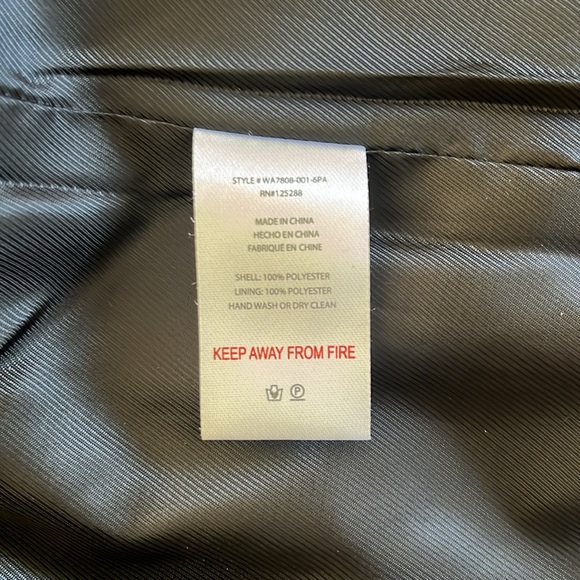 STYLE # WA7808-001-6PA
RN#125288
MADE IN CHINA
HECHO EN CHINA
FABRIQUÉ EN CHINE
SHELL: 100% POLYESTER
LINING: 100% POLYESTER
HAND WASH OR DRY CLEAN
KEEP AWAY FROM FIRE
P